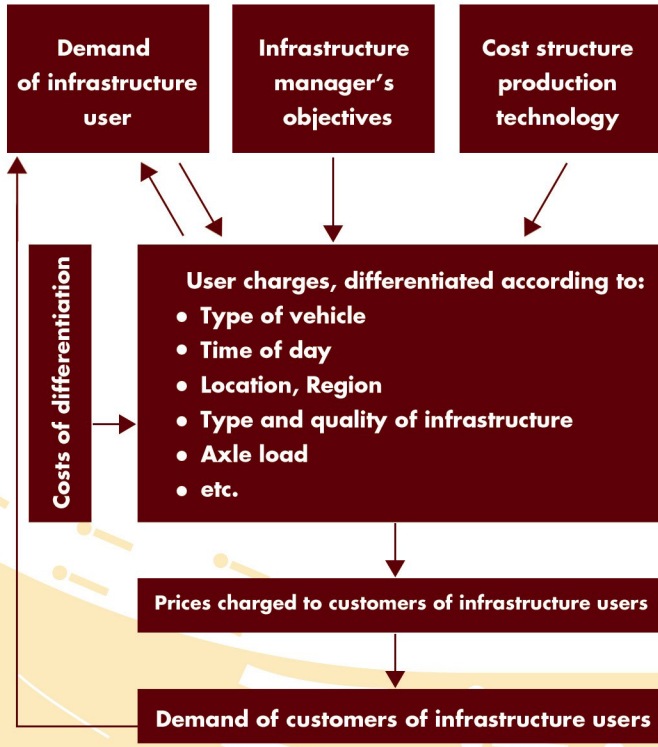 Demand
of infrastructure
user
Infrastructure
manager's
objectives
Cost structure
production
technology
Costs of differentiation
User charges, differentiated according to:
• Type of vehicle
• Time of day
• Location, Region
• Type and quality of infrastructure
• Axle load
• etc.
Prices charged to customers of infrastructure users
Demand of customers of infrastructure users